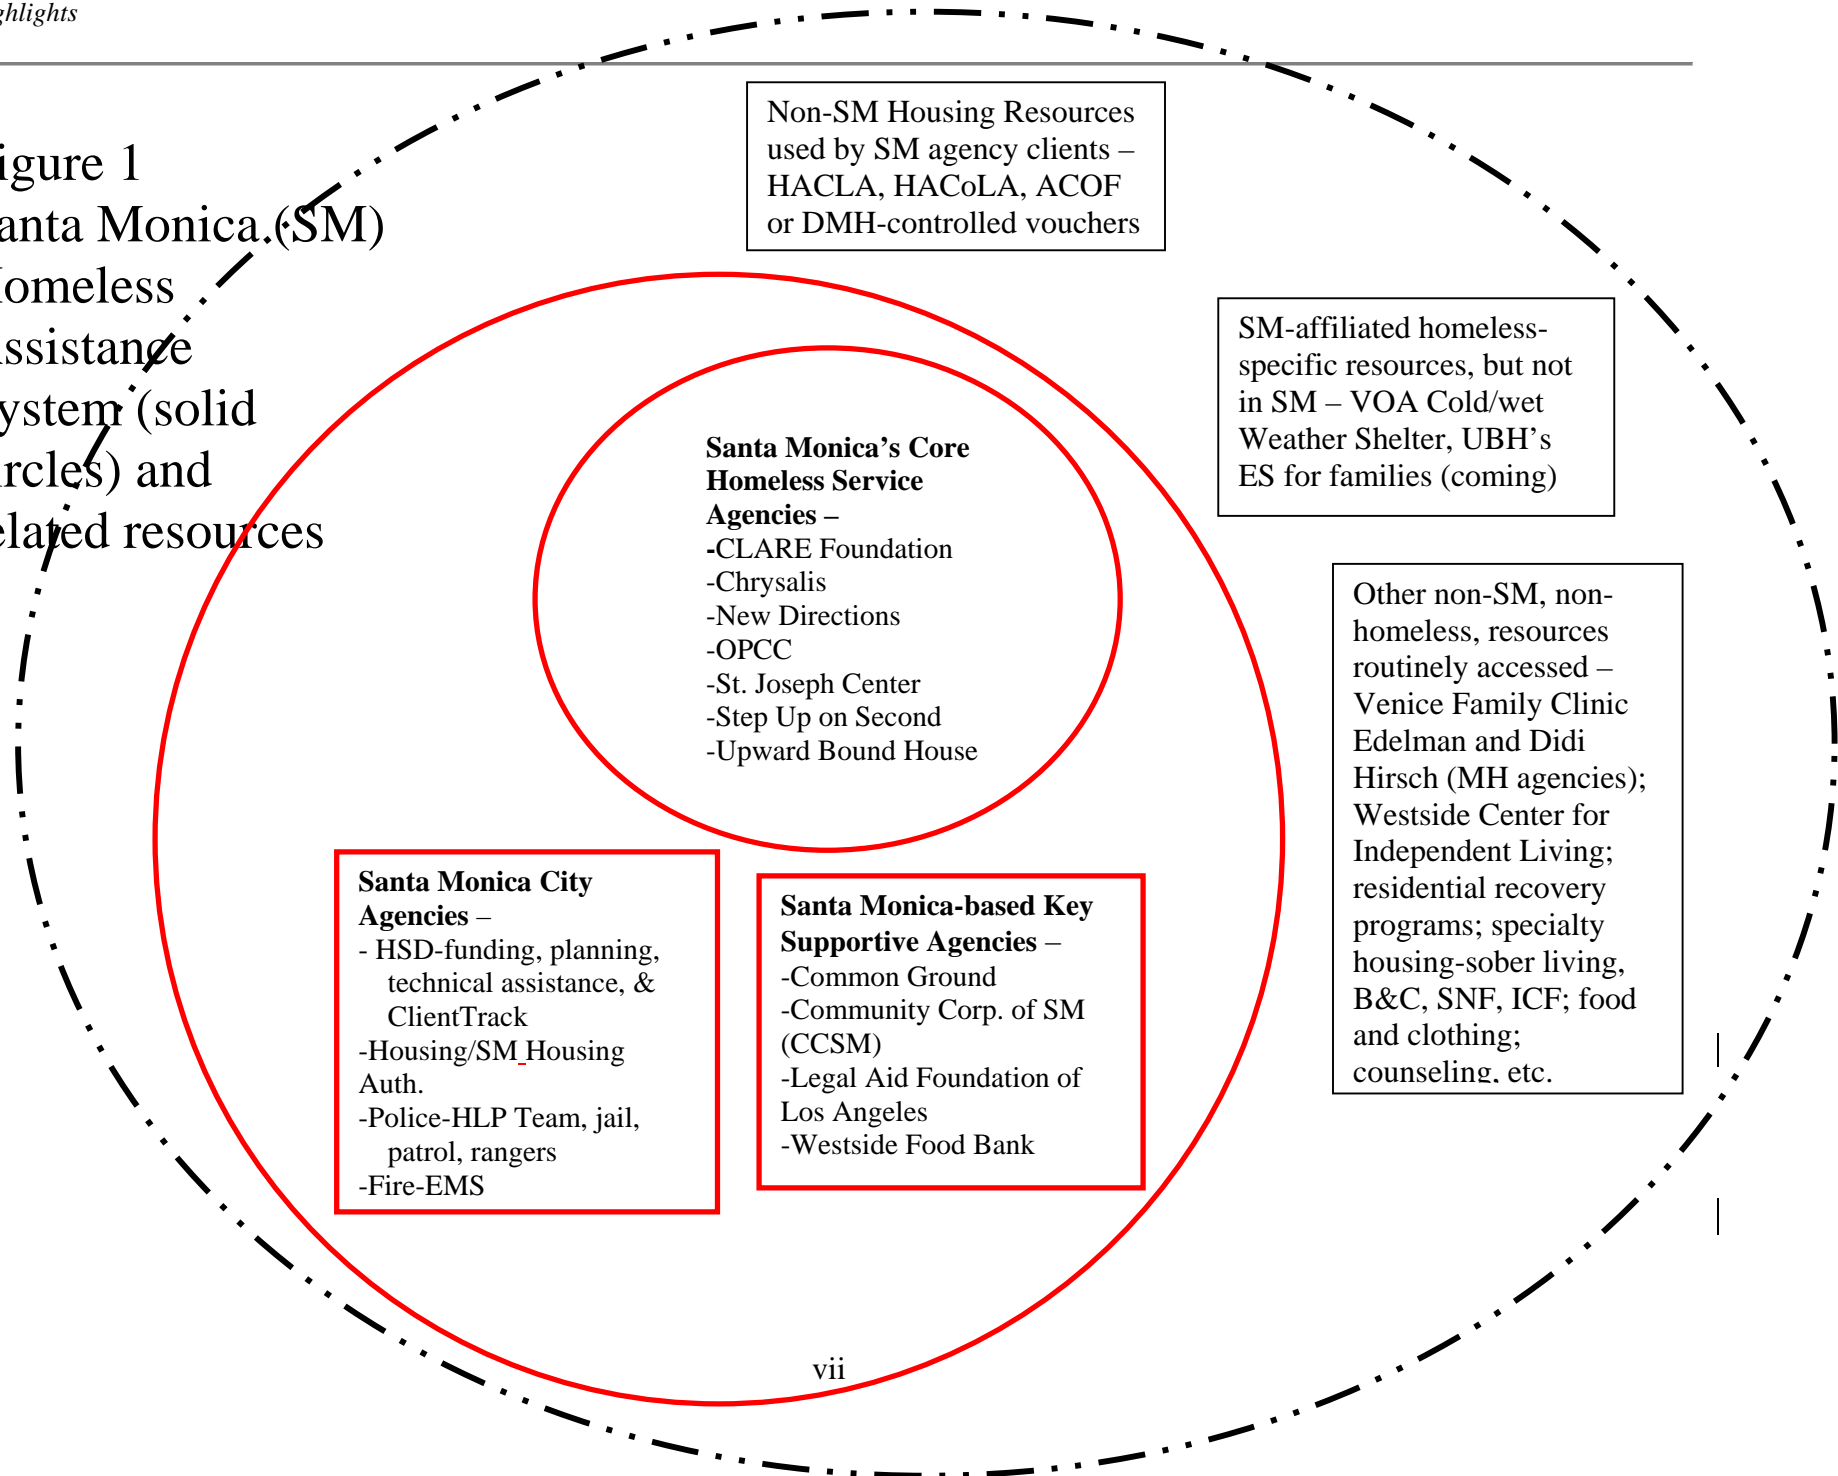 ghlights
igure 1
anta Monica (SM)
omeless
ssistance
ystem (solid
ircles) and
elated resources
Non-SM Housing Resources
used by SM agency clients –
HACLA, HACoLA, ACOF
or DMH-controlled vouchers
SM-affiliated homeless-
specific resources, but not
in SM – VOA Cold/wet
Weather Shelter, UBH's
ES for families (coming)
Santa Monica's Core
Homeless Service
Agencies –
-CLARE Foundation
-Chrysalis
-New Directions
-OPCC
-St. Joseph Center
-Step Up on Second
-Upward Bound House
Other non-SM, non-
homeless, resources
routinely accessed –
Venice Family Clinic
Edelman and Didi
Hirsch (MH agencies);
Westside Center for
Independent Living;
residential recovery
programs; specialty
housing-sober living,
B&C, SNF, ICF; food
and clothing;
counseling, etc.
Santa Monica City
Agencies –
- HSD-funding, planning,
technical assistance, &
ClientTrack
-Housing/SM Housing
Auth.
-Police-HLP Team, jail,
patrol, rangers
-Fire-EMS
Santa Monica-based Key
Supportive Agencies –
-Common Ground
-Community Corp. of SM
(CCSM)
-Legal Aid Foundation of
Los Angeles
-Westside Food Bank
vii